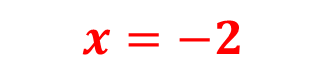 x = −2